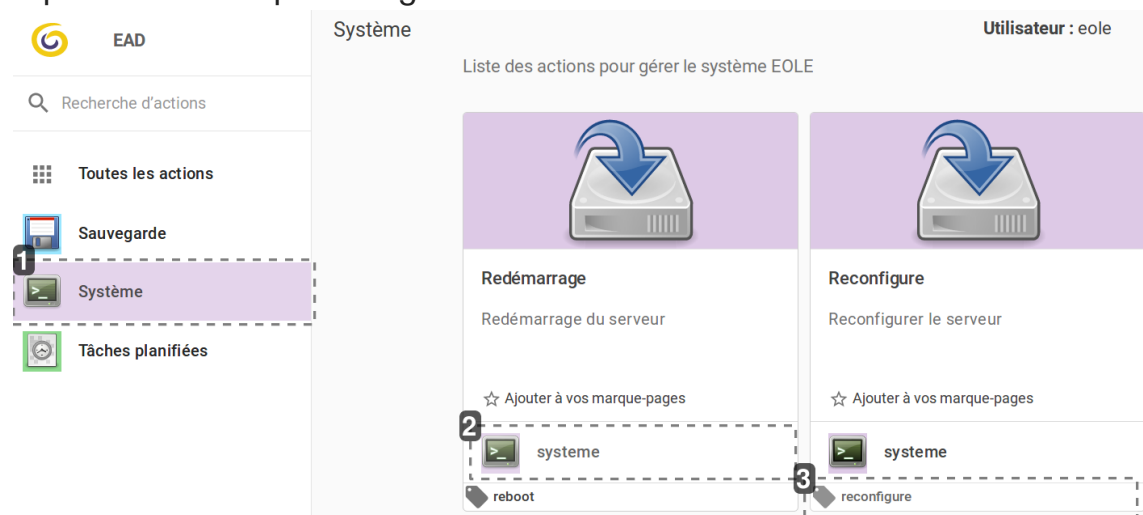 EAD
Système
Utilisateur : eole
Liste des actions pour gérer le système EOLE
Recherche d'actions
Toutes les actions
Sauvegarde
1
Système
Tâches planifiées
Redémarrage
Redémarrage du serveur
Ajouter à vos marque-pages
2
>_ systeme
reboot
Reconfigure
Reconfigurer le serveur
Ajouter à vos marque-pages
>_ systeme
3
reconfigure